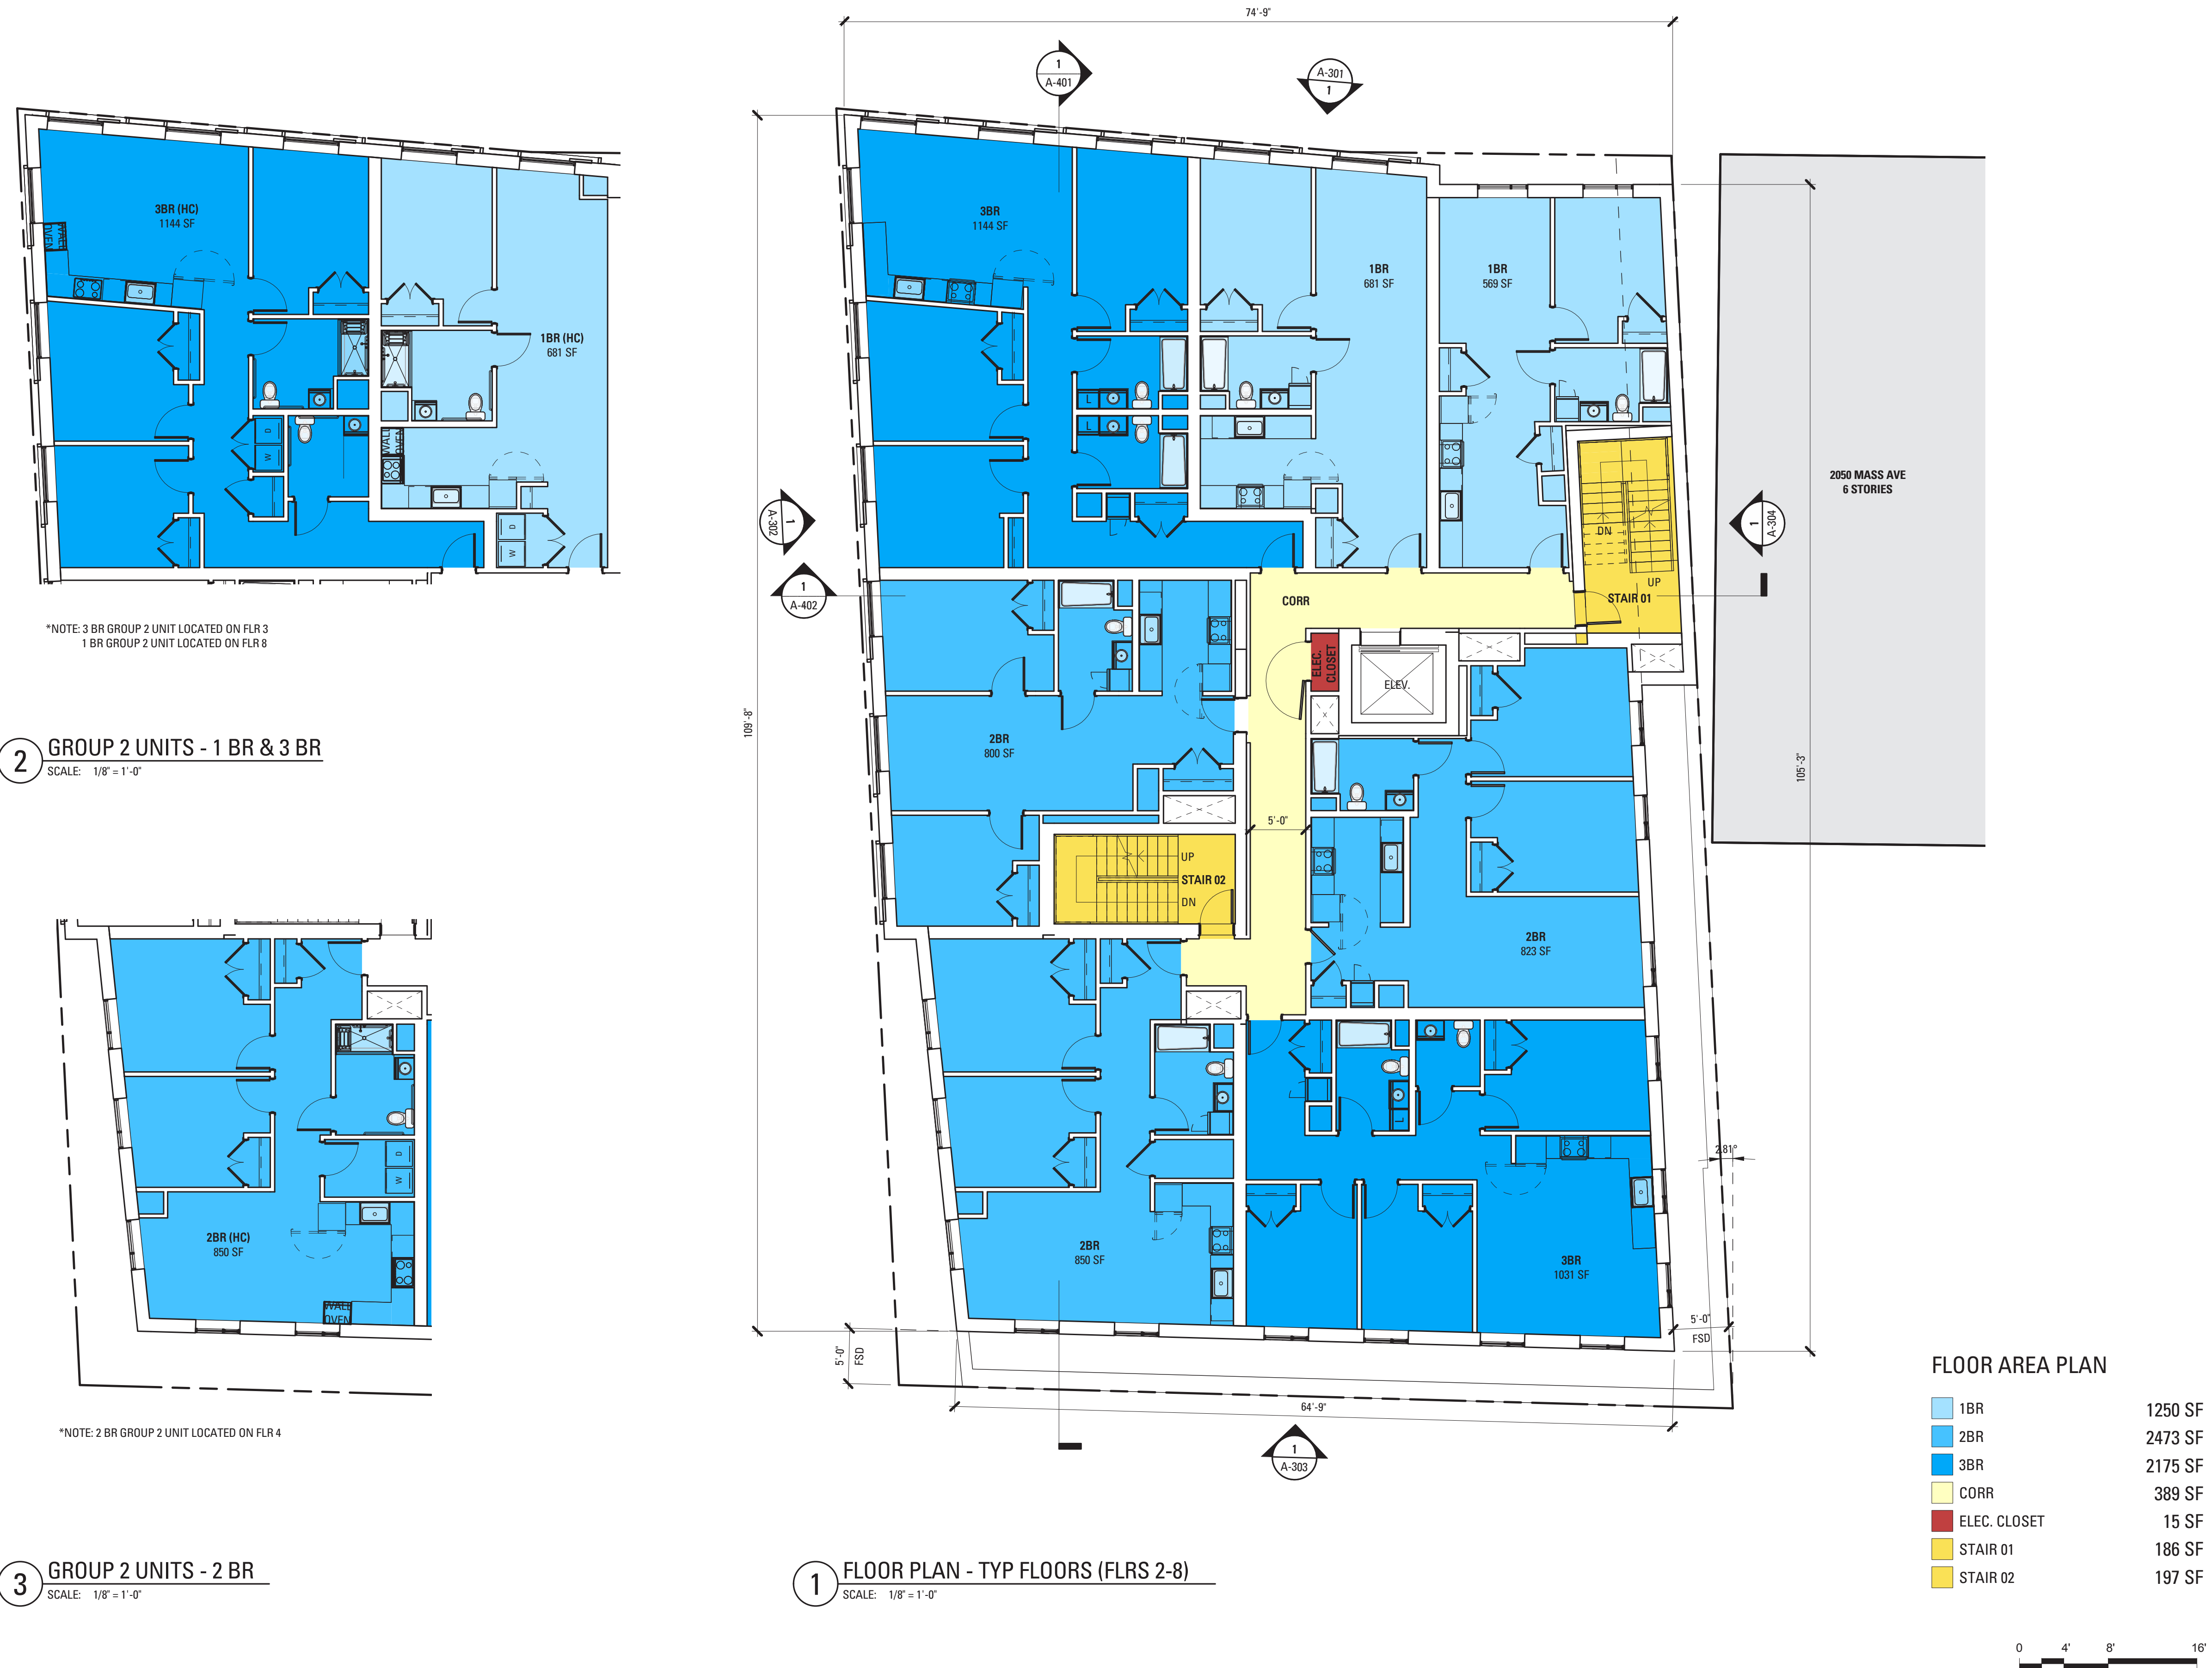 74'-9"
1
A-401
A-301
1
3BR (HC)
1144 SF
WALL
OVEN
1BR (HC)
681 SF
D
W
WALL
OVEN
D
W
*NOTE: 3 BR GROUP 2 UNIT LOCATED ON FLR 3
1 BR GROUP 2 UNIT LOCATED ON FLR 8
2
GROUP 2 UNITS - 1 BR & 3 BR
SCALE: 1/8" = 1'-0"
2BR (HC)
850 SF
D
W
WALL
OVEN
*NOTE: 2 BR GROUP 2 UNIT LOCATED ON FLR 4
3
GROUP 2 UNITS - 2 BR
SCALE: 1/8" = 1'-0"
3BR
1144 SF
1BR
681 SF
1BR
569 SF
L
L
2050 MASS AVE
6 STORIES
1
A-302
1
A-402
1
A-304
DN
UP
STAIR 01
CORR
ELEC.
CLOSET
ELEV.
109'-8"
105'-3"
2BR
800 SF
5'-0"
UP
STAIR 02
DN
2BR
823 SF
L
2BR
850 SF
3BR
1031 SF
2.81°
5'-0"
FSD
5'-0"
FSD
64'-9"
1
A-303
1
FLOOR PLAN - TYP FLOORS (FLRS 2-8)
SCALE: 1/8" = 1'-0"
FLOOR AREA PLAN
1BR 1250 SF
2BR 2473 SF
3BR 2175 SF
CORR 389 SF
ELEC. CLOSET 15 SF
STAIR 01 186 SF
STAIR 02 197 SF
0 4' 8' 16'